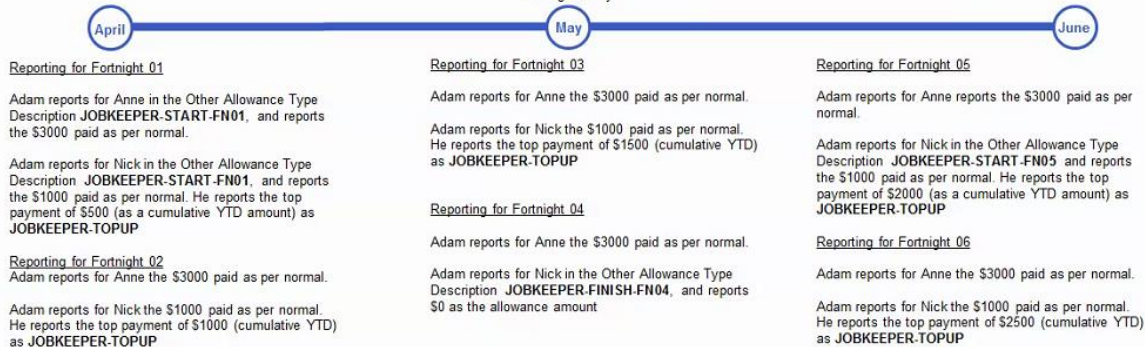 April
May
June
Reporting for Fortnight 01
Adam reports for Anne in the Other Allowance Type
Description JOBKEEPER-START-FN01, and reports
the $3000 paid as per normal.
Adam reports for Nick in the Other Allowance Type
Description JOBKEEPER-START-FN01, and reports
the $1000 paid as per normal. He reports the top
payment of $500 (as a cumulative YTD amount) as
JOBKEEPER-TOPUP
Reporting for Fortnight 02
Adam reports for Anne the $3000 paid as per normal.
Adam reports for Nick the $1000 paid as per normal.
He reports the top payment of $1000 (cumulative YTD)
as JOBKEEPER-TOPUP
Reporting for Fortnight 03
Adam reports for Anne the $3000 paid as per normal.
Adam reports for Nick the $1000 paid as per normal.
He reports the top payment of $1500 (cumulative YTD)
as JOBKEEPER-TOPUP
Reporting for Fortnight 04
Adam reports for Anne the $3000 paid as per normal.
Adam reports for Nick in the Other Allowance Type
Description JOBKEEPER-FINISH-FN04, and reports
$0 as the allowance amount
Reporting for Fortnight 05
Adam reports for Anne reports the $3000 paid as per
normal.
Adam reports for Nick in the Other Allowance Type
Description JOBKEEPER-START-FN05 and reports
the $1000 paid as per normal. He reports the top
payment of $2000 (as a cumulative YTD amount) as
JOBKEEPER-TOPUP
Reporting for Fortnight 06
Adam reports for Anne the $3000 paid as per normal.
Adam reports for Nick the $1000 paid as per normal.
He reports the top payment of $2500 (cumulative YTD)
as JOBKEEPER-TOPUP